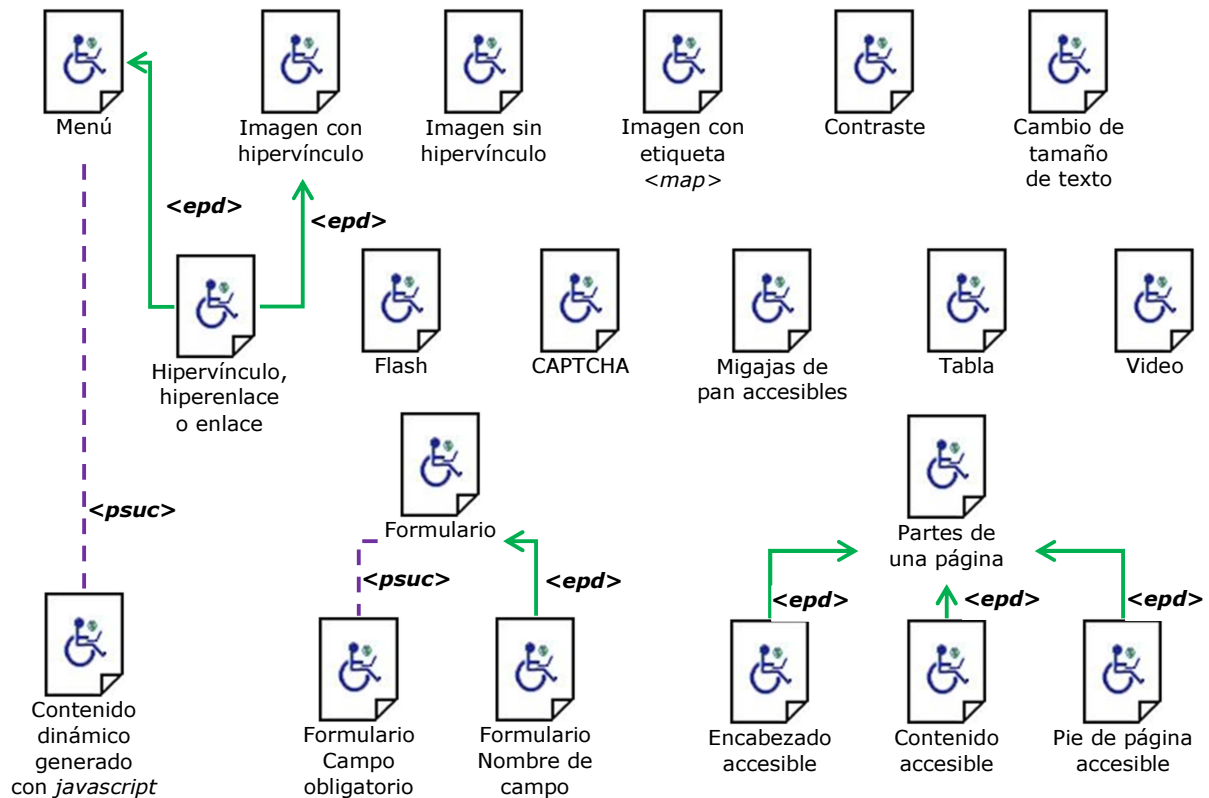 Menú
Imagen con
hipervínculo
Imagen sin
hipervínculo
Imagen con
etiqueta
<map>
Contraste
Cambio de
tamaño
de texto
<epd>
<epd>
Hipervínculo,
hiperenlace
o enlace
Flash
CAPTCHA
Migajas de
pan accesibles
Tabla
Video
<psuc>
Formulario
Partes de
una página
<psuc>
<epd>
<epd>
<epd>
<epd>
Contenido
dinámico
generado
con javascript
Formulario
Campo
obligatorio
Formulario
Nombre de
campo
Encabezado
accesible
Contenido
accesible
Pie de página
accesible